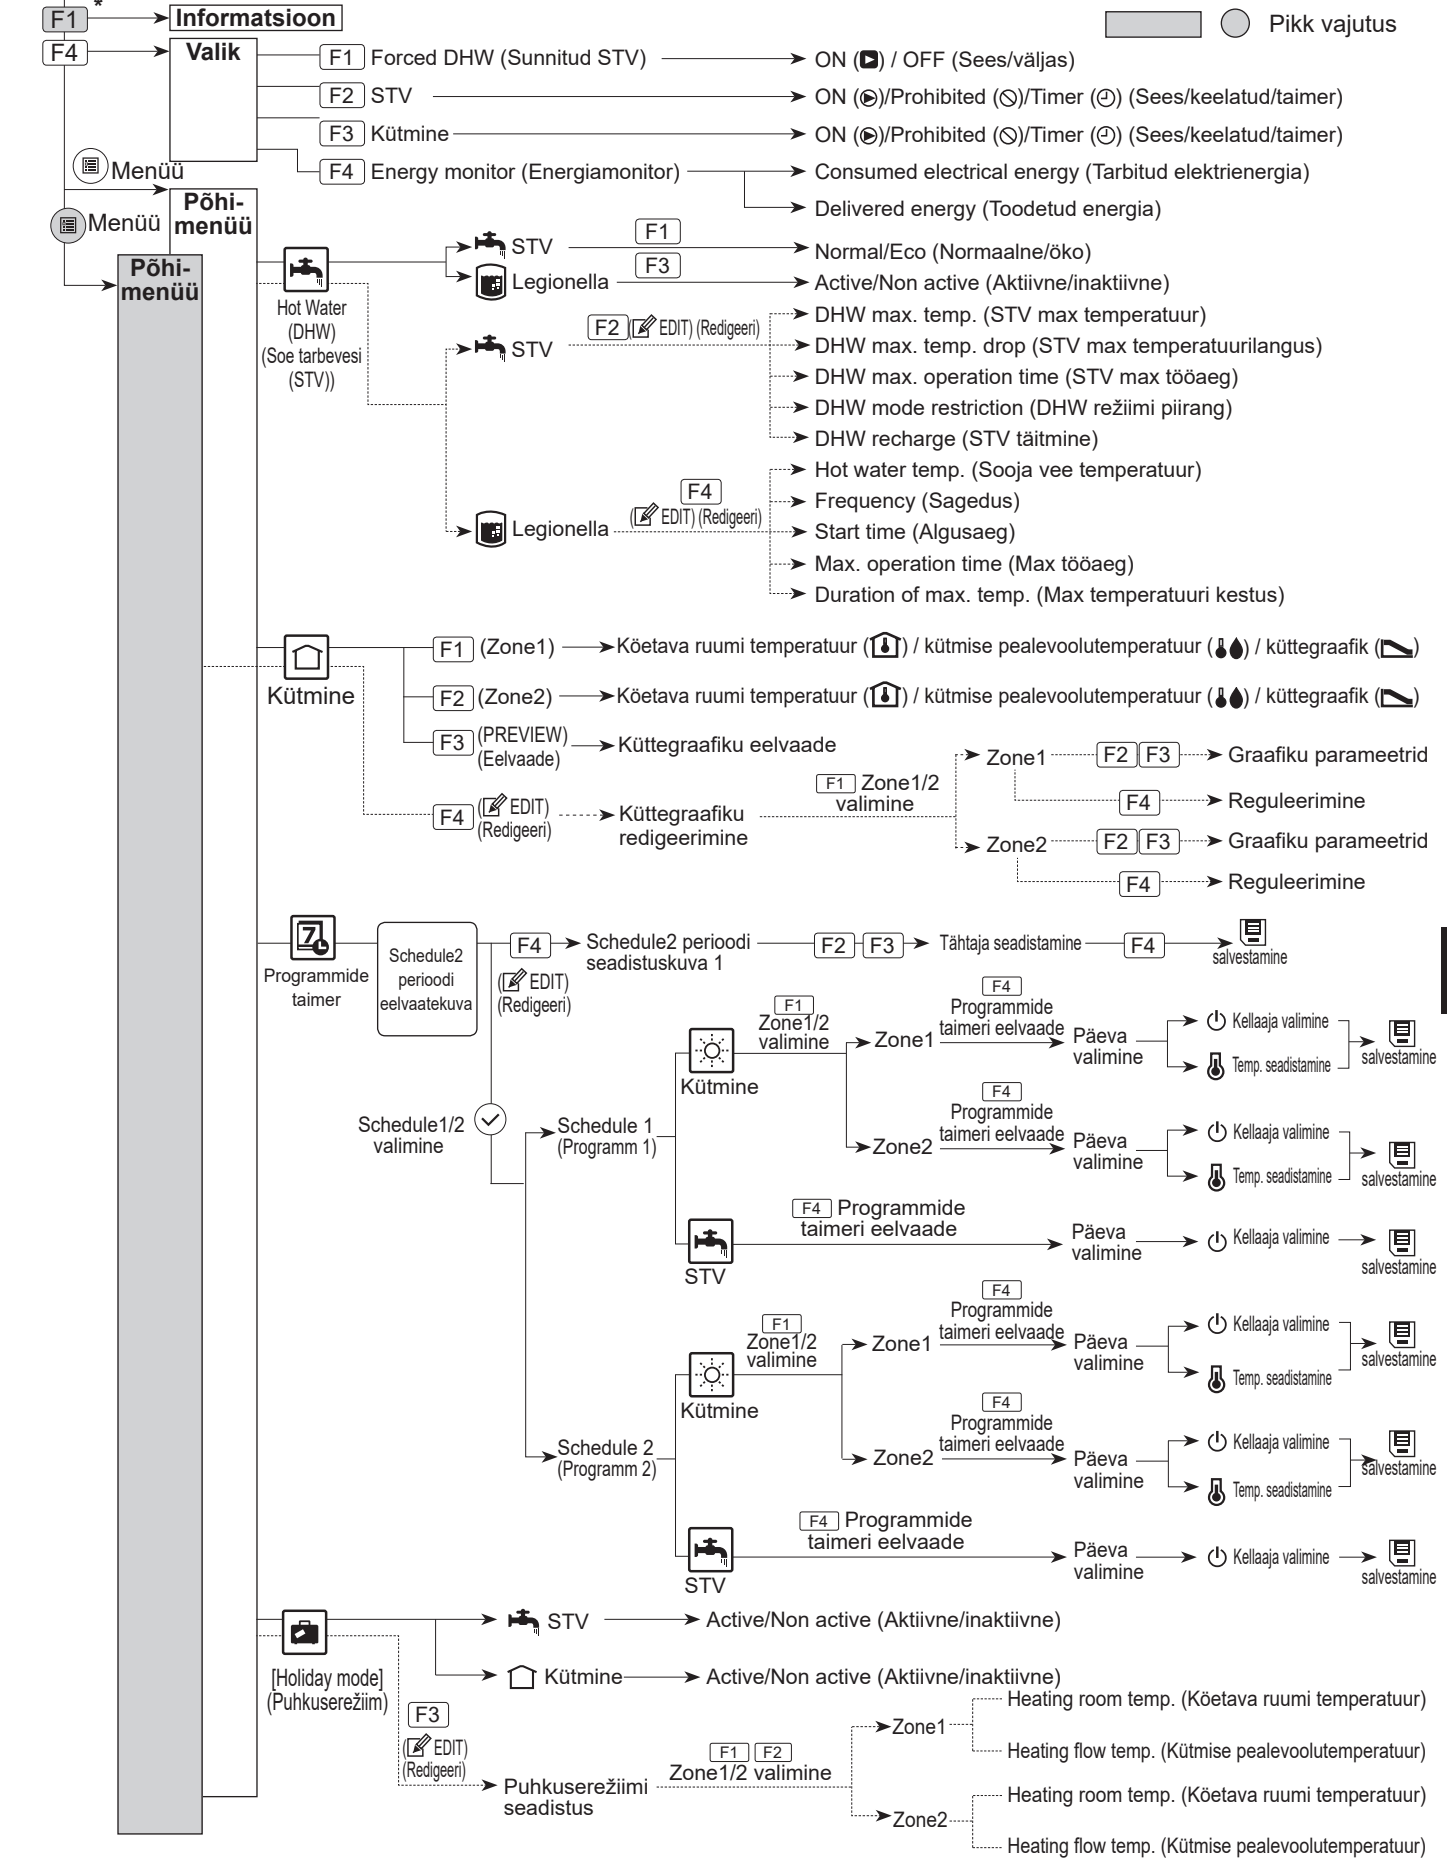 F1 * Informatsioon
Pikk vajutus
F4 Valik
F1 Forced DHW (Sunnitud STV) ON ( ) / OFF (Sees/väljas)
F2 STV ON ( )/Prohibited ( )/Timer ( ) (Sees/keelatud/taimer)
F3 Kütmine ON ( )/Prohibited ( )/Timer ( ) (Sees/keelatud/taimer)
F4 Energy monitor (Energiamonitor) Consumed electrical energy (Tarbitud elektrienergia)
Delivered energy (Toodetud energia)
Menüü
Põhi-
menüü
Menüü
Põhi-
menüü
Hot Water
(DHW)
(Soe tarbevesi
(STV))
STV F1 Normal/Eco (Normaalne/öko)
Legionella F3 Active/Non active (Aktiivne/inaktiivne)
STV F2 ( EDIT) (Redigeeri)
DHW max. temp. (STV max temperatuur)
DHW max. temp. drop (STV max temperatuurilangus)
DHW max. operation time (STV max tööaeg)
DHW mode restriction (DHW režiimi piirang)
DHW recharge (STV täitmine)
Legionella F4
( EDIT) (Redigeeri)
Hot water temp. (Sooja vee temperatuur)
Frequency (Sagedus)
Start time (Algusaeg)
Max. operation time (Max tööaeg)
Duration of max. temp. (Max temperatuuri kestus)
Kütmine
F1 (Zone1) Köetava ruumi temperatuur ( ) / kütmise pealevoolutemperatuur ( ) / küttegraafik ( )
F2 (Zone2) Köetava ruumi temperatuur ( ) / kütmise pealevoolutemperatuur ( ) / küttegraafik ( )
F3 (PREVIEW)
(Eelvaade)
Küttegraafiku eelvaade
F4 ( EDIT)
(Redigeeri)
Küttegraafiku
redigeerimine
F1 Zone1/2
valimine
Zone1 F2 F3 Graafiku parameetrid
F4 Reguleerimine
Zone2 F2 F3 Graafiku parameetrid
F4 Reguleerimine
7
Programmide
taimer
Schedule2
perioodi
eelvaatekuva
F4
( EDIT)
(Redigeeri)
Schedule2 perioodi
seadistuskuva 1
F2 F3 Tähtaja seadistamine F4 salvestamine
Schedule1/2
valimine
Schedule 1
(Programm 1)
Kütmine
F1
Zone1/2
valimine
Zone1
F4
Programmide
taimeri eelvaade
Päeva
valimine
Kellaaja valimine
Temp. seadistamine
salvestamine
Zone2
F4
Programmide
taimeri eelvaade
Päeva
valimine
Kellaaja valimine
Temp. seadistamine
salvestamine
STV
F4 Programmide
taimeri eelvaade
Päeva
valimine
Kellaaja valimine
salvestamine
Schedule 2
(Programm 2)
Kütmine
F1
Zone1/2
valimine
Zone1
F4
Programmide
taimeri eelvaade
Päeva
valimine
Kellaaja valimine
Temp. seadistamine
salvestamine
Zone2
F4
Programmide
taimeri eelvaade
Päeva
valimine
Kellaaja valimine
Temp. seadistamine
salvestamine
STV
F4 Programmide
taimeri eelvaade
Päeva
valimine
Kellaaja valimine
salvestamine
[Holiday mode]
(Puhkuserežiim)
STV Active/Non active (Aktiivne/inaktiivne)
Kütmine Active/Non active (Aktiivne/inaktiivne)
F3
( EDIT)
(Redigeeri)
Puhkuserežiimi
seadistus
F1 F2
Zone1/2 valimine
Zone1
Heating room temp. (Köetava ruumi temperatuur)
Heating flow temp. (Kütmise pealevoolutemperatuur)
Zone2
Heating room temp. (Köetava ruumi temperatuur)
Heating flow temp. (Kütmise pealevoolutemperatuur)